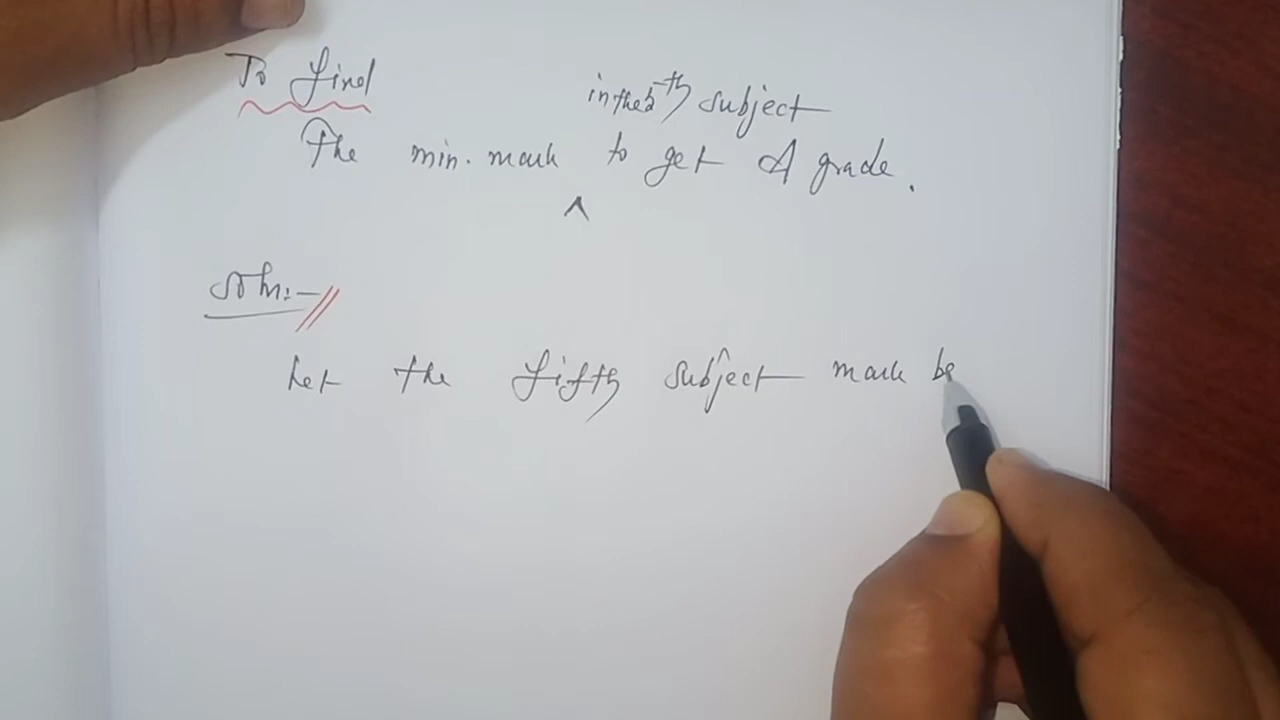 To find
in the 5th subject
The min. mark ^ to get A grade.
Soln:-//
Let the fifth subject mark be